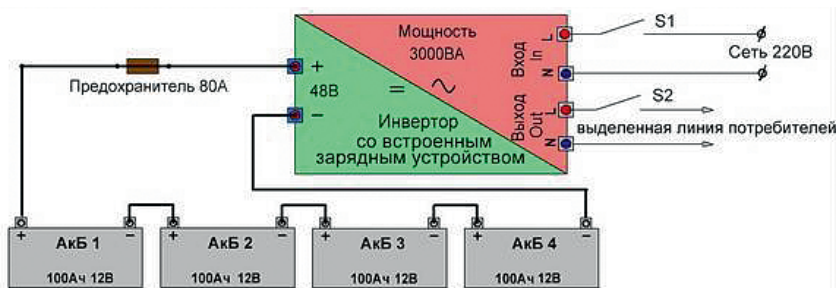 Мощность
3000ВА
Вход
In
L
N
S1
Сеть 220В
Предохранитель 80А
+
48В
−
= ~
Инвертор
со встроенным
зарядным устройством
Выход
Out
L
N
S2
выделенная линия потребителей
+ АкБ 1 −
100Ач 12В
+ АкБ 2 −
100Ач 12В
+ АкБ 3 −
100Ач 12В
+ АкБ 4 −
100Ач 12В